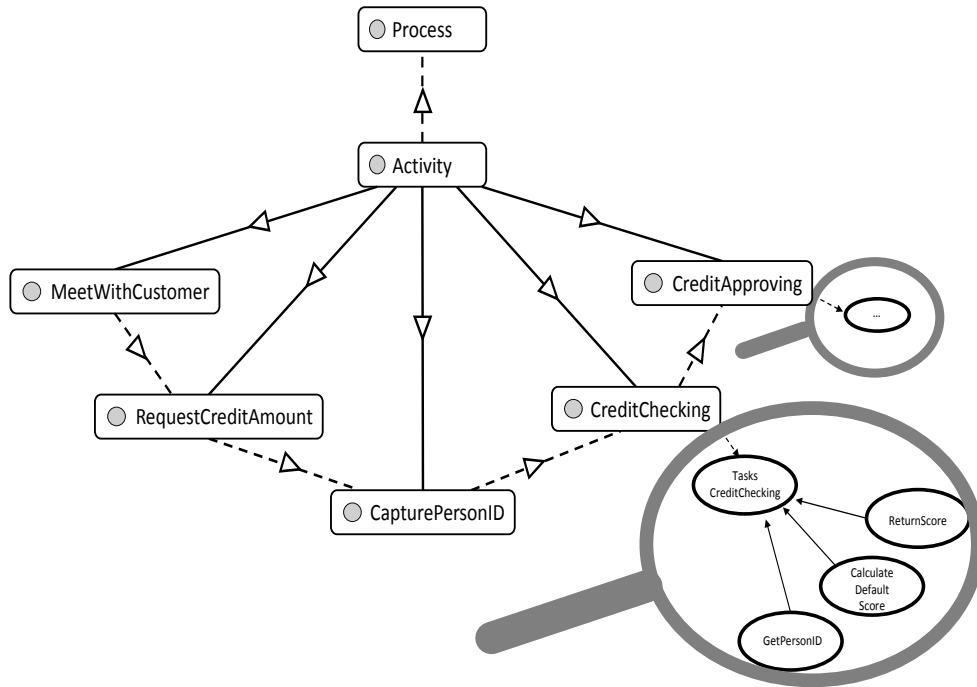 Process
Activity
MeetWithCustomer
CreditApproving
...
RequestCreditAmount
CreditChecking
CapturePersonID
Tasks
CreditChecking
ReturnScore
Calculate
Default
Score
GetPersonID